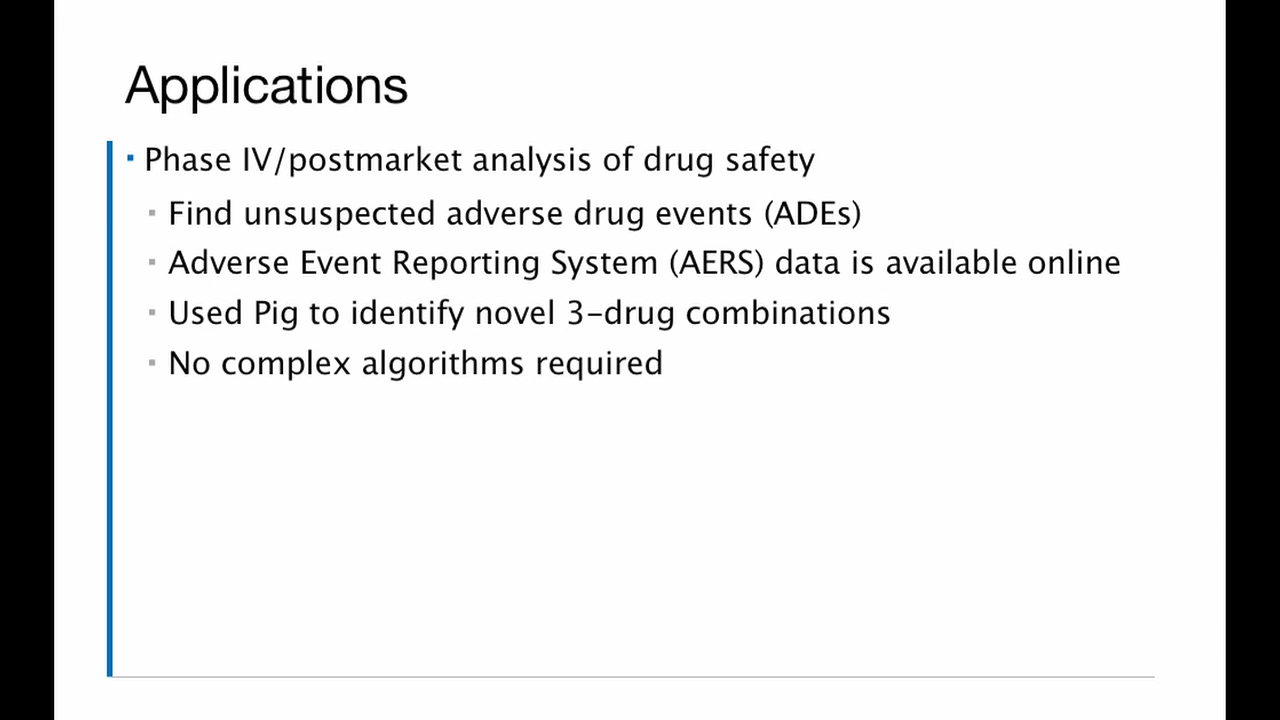 Applications
Phase IV/postmarket analysis of drug safety
Find unsuspected adverse drug events (ADEs)
Adverse Event Reporting System (AERS) data is available online
Used Pig to identify novel 3-drug combinations
No complex algorithms required